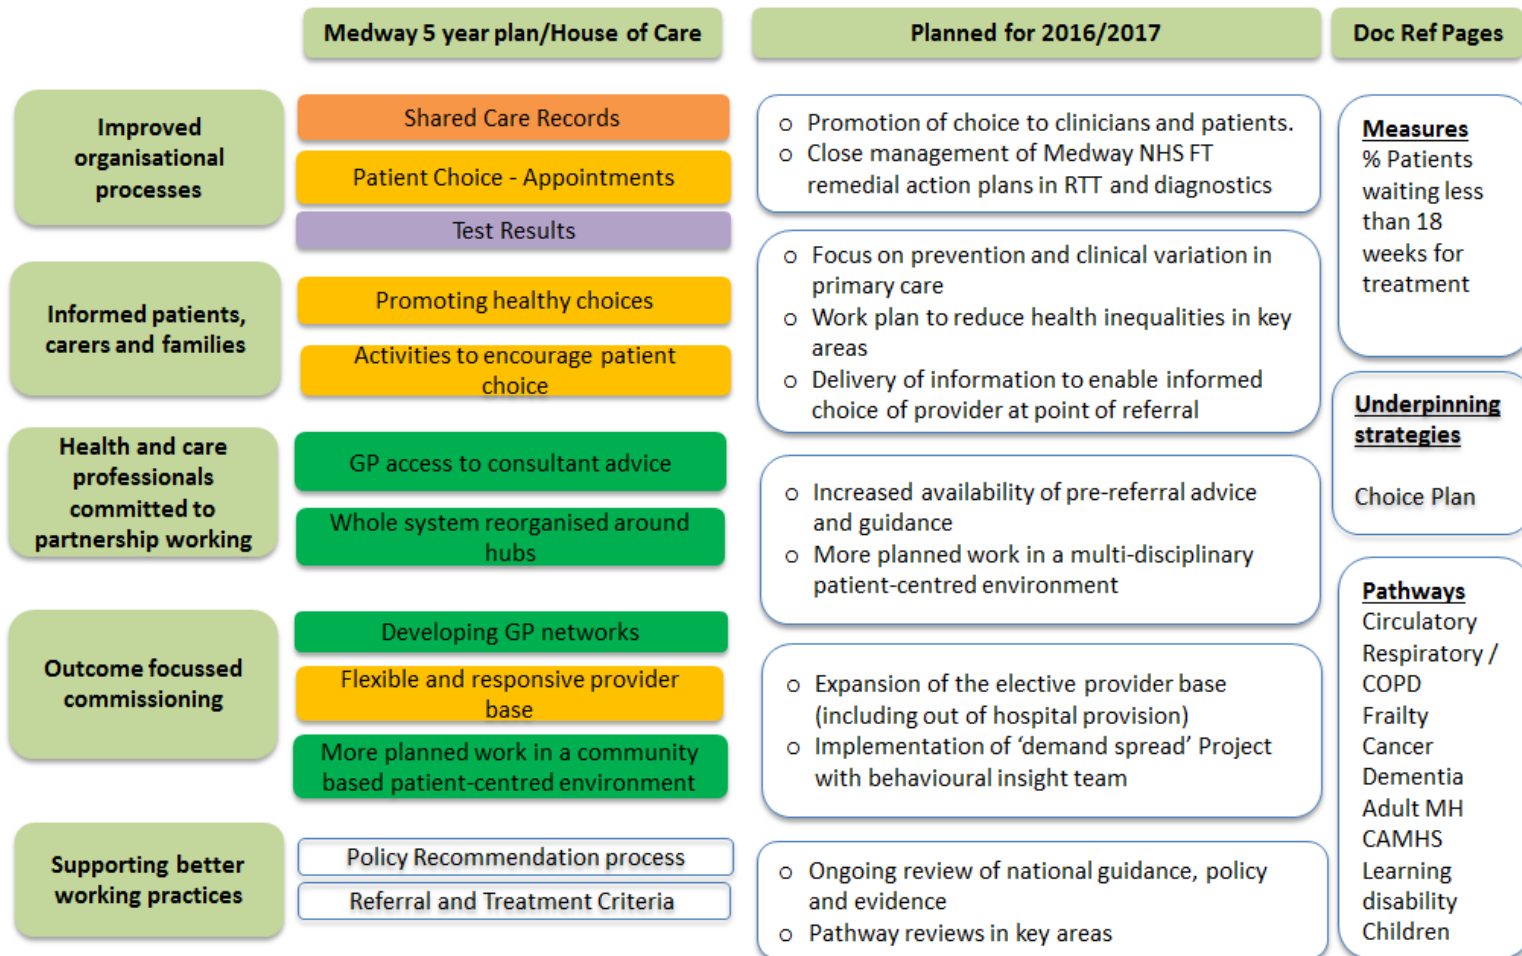 Medway 5 year plan/House of Care
Planned for 2016/2017
Doc Ref Pages
Improved
organisational
processes
Shared Care Records
Patient Choice - Appointments
Test Results
o Promotion of choice to clinicians and patients.
o Close management of Medway NHS FT
remedial action plans in RTT and diagnostics
Informed patients,
carers and families
Promoting healthy choices
Activities to encourage patient
choice
o Focus on prevention and clinical variation in
primary care
o Work plan to reduce health inequalities in key
areas
o Delivery of information to enable informed
choice of provider at point of referral
Health and care
professionals
committed to
partnership working
GP access to consultant advice
Whole system reorganised around
hubs
o Increased availability of pre-referral advice
and guidance
o More planned work in a multi-disciplinary
patient-centred environment
Outcome focussed
commissioning
Developing GP networks
Flexible and responsive provider
base
More planned work in a community
based patient-centred environment
o Expansion of the elective provider base
(including out of hospital provision)
o Implementation of ‘demand spread’ Project
with behavioural insight team
Supporting better
working practices
Policy Recommendation process
Referral and Treatment Criteria
o Ongoing review of national guidance, policy
and evidence
o Pathway reviews in key areas
Measures
% Patients
waiting less
than 18
weeks for
treatment
Underpinning
strategies
Choice Plan
Pathways
Circulatory
Respiratory /
COPD
Frailty
Cancer
Dementia
Adult MH
CAMHS
Learning
disability
Children